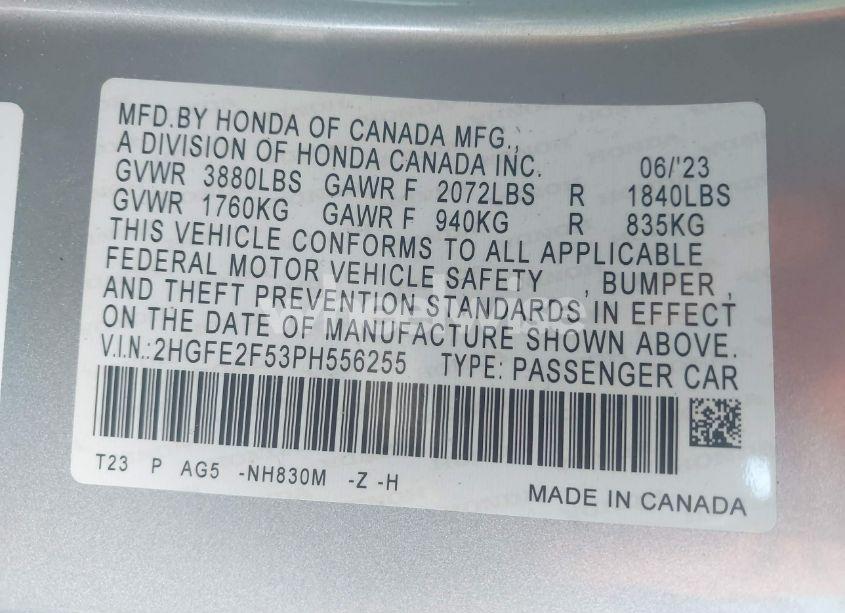 MFD.BY HONDA OF CANADA MFG.,
A DIVISION OF HONDA CANADA INC. 06/'23
GVWR 3880LBS GAWR F 2072LBS R 1840LBS
GVWR 1760KG GAWR F 940KG R 835KG
THIS VEHICLE CONFORMS TO ALL APPLICABLE
FEDERAL MOTOR VEHICLE SAFETY , BUMPER ,
AND THEFT PREVENTION STANDARDS IN EFFECT
ON THE DATE OF MANUFACTURE SHOWN ABOVE.
V.I.N.:2HGFE2F53PH556255 TYPE: PASSENGER CAR
T23 P AG5 -NH830M -Z -H
MADE IN CANADA